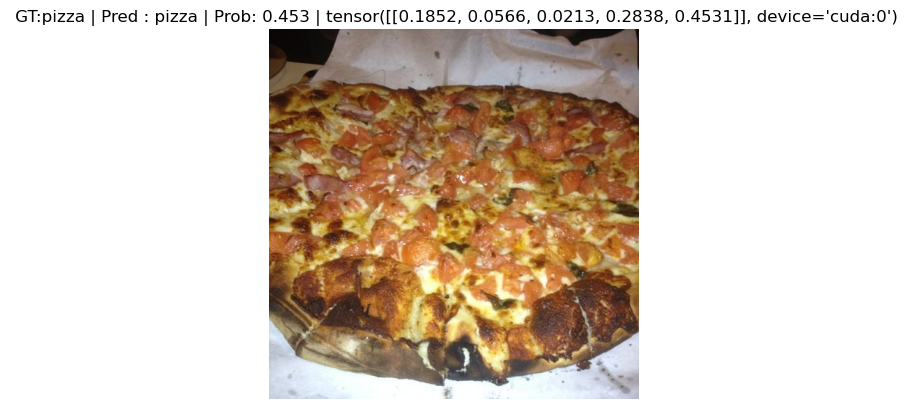 GT:pizza | Pred : pizza | Prob: 0.453 | tensor([[0.1852, 0.0566, 0.0213, 0.2838, 0.4531]], device='cuda:0')